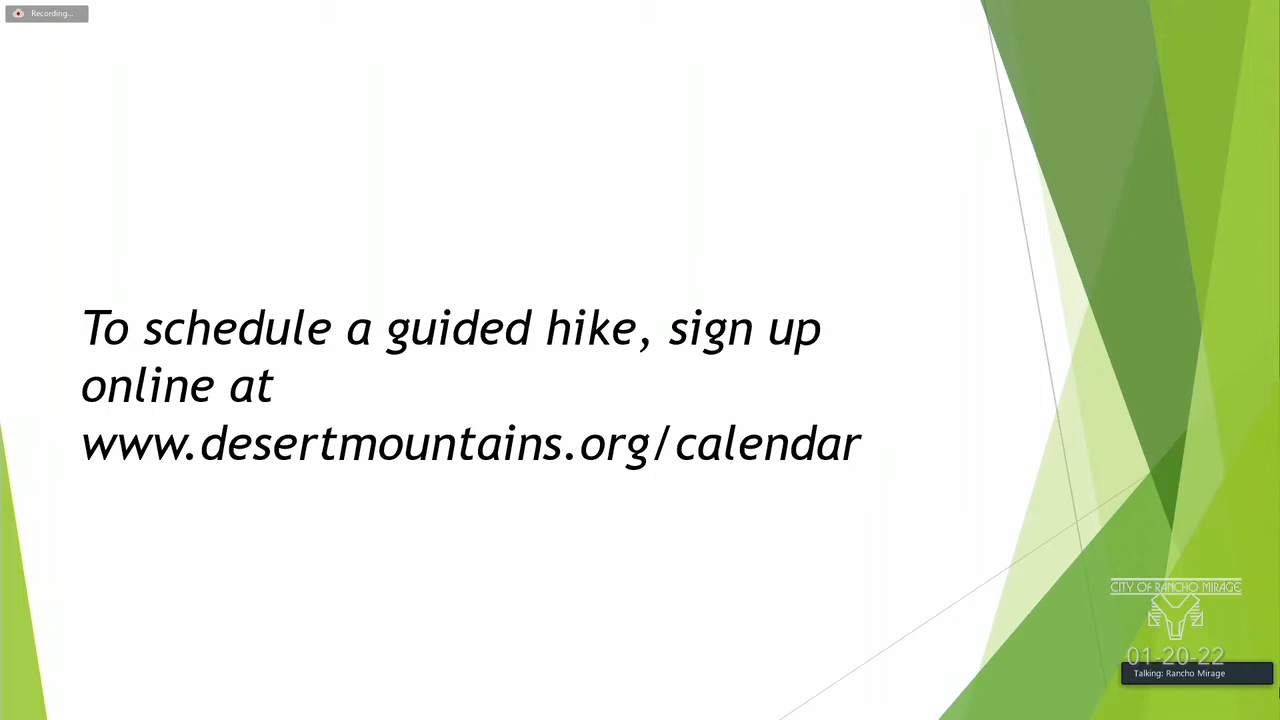 Recording...
To schedule a guided hike, sign up
online at
www.desertmountains.org/calendar
CITY OF RANCHO MIRAGE
01-20-22
Talking: Rancho Mirage